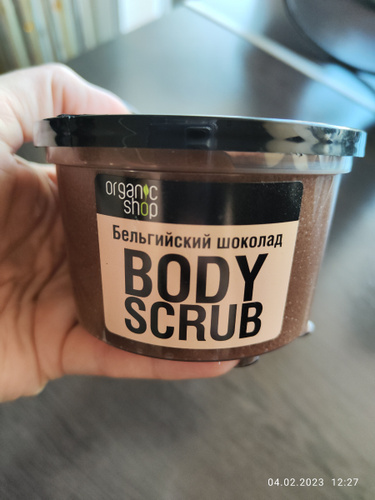 organic
shop
Бельгийский шоколад
BODY
SCRUB
04.02.2023 12:27